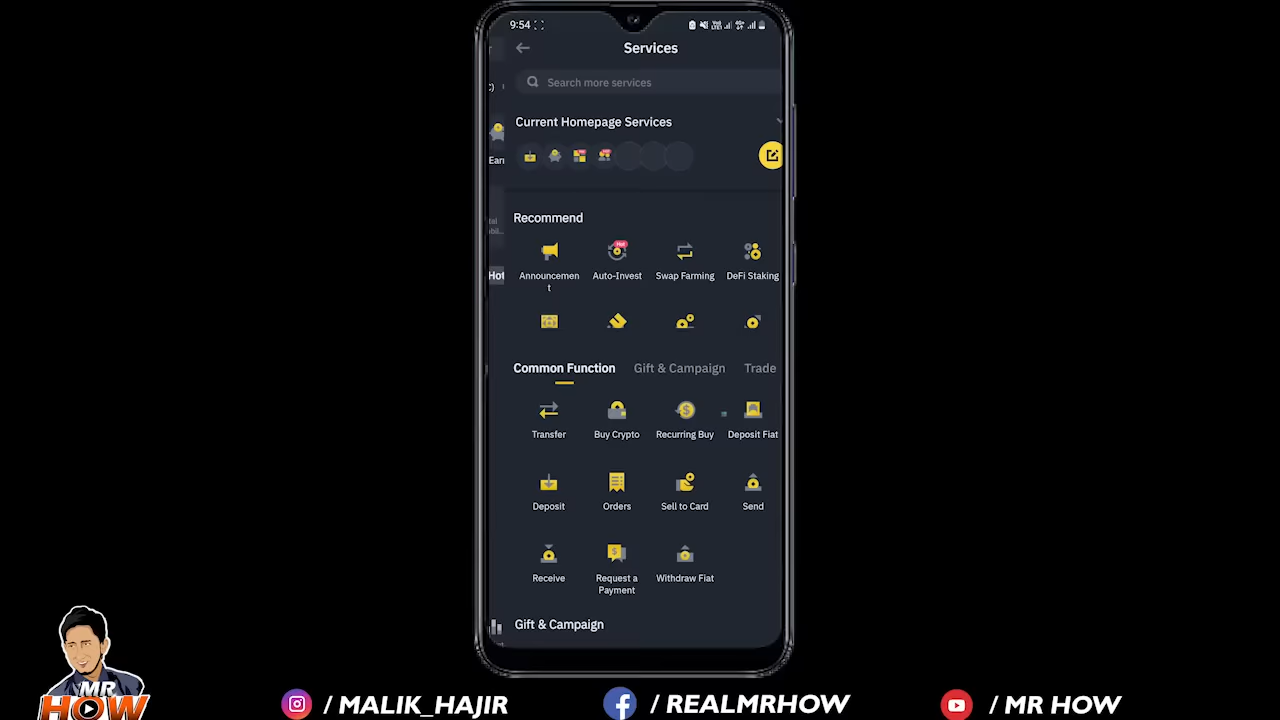 9:54
Services
Search more services
Current Homepage Services
Earn
Recommend
Hot
Announcemen
t
Auto-Invest
Swap Farming
DeFi Staking
Hot
Common Function
Gift & Campaign
Trade
Transfer
Buy Crypto
Recurring Buy
Deposit Fiat
Deposit
Orders
Sell to Card
Send
Receive
Request a
Payment
Withdraw Fiat
Gift & Campaign
MR
HOW
/ MALIK_HAJIR
/ REALMRHOW
/ MR HOW